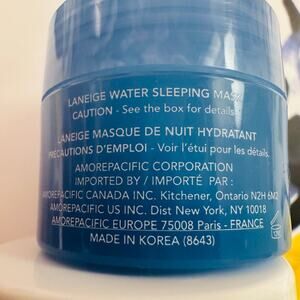 LANEIGE WATER SLEEPING MASK
CAUTION - See the box for details.
LANEIGE MASQUE DE NUIT HYDRATANT
PRÉCAUTIONS D'EMPLOI - Voir l'étui pour les détails.
AMOREPACIFIC CORPORATION
IMPORTED BY / IMPORTÉ PAR :
AMOREPACIFIC CANADA INC. Kitchener, Ontario N2H 6M2
AMOREPACIFIC US INC. Dist New York, NY 10018
AMOREPACIFIC EUROPE 75008 Paris - FRANCE
MADE IN KOREA (8643)